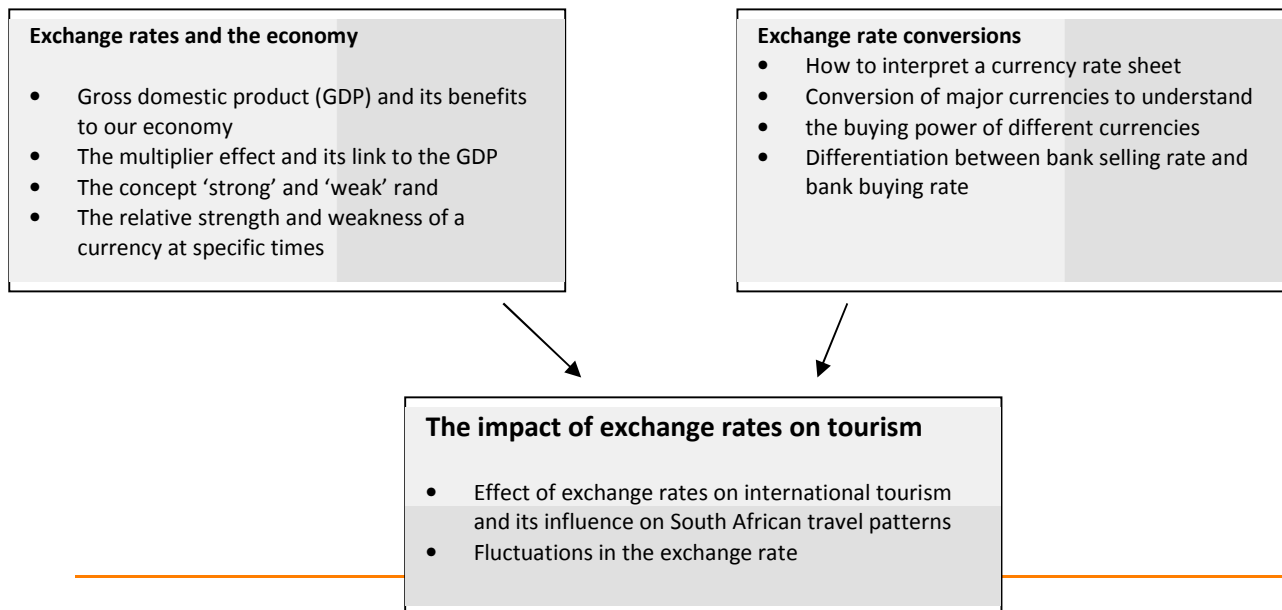 Exchange rates and the economy
• Gross domestic product (GDP) and its benefits
to our economy
• The multiplier effect and its link to the GDP
• The concept ‘strong’ and ‘weak’ rand
• The relative strength and weakness of a
currency at specific times
Exchange rate conversions
• How to interpret a currency rate sheet
• Conversion of major currencies to understand
• the buying power of different currencies
• Differentiation between bank selling rate and
bank buying rate
The impact of exchange rates on tourism
• Effect of exchange rates on international tourism
and its influence on South African travel patterns
• Fluctuations in the exchange rate